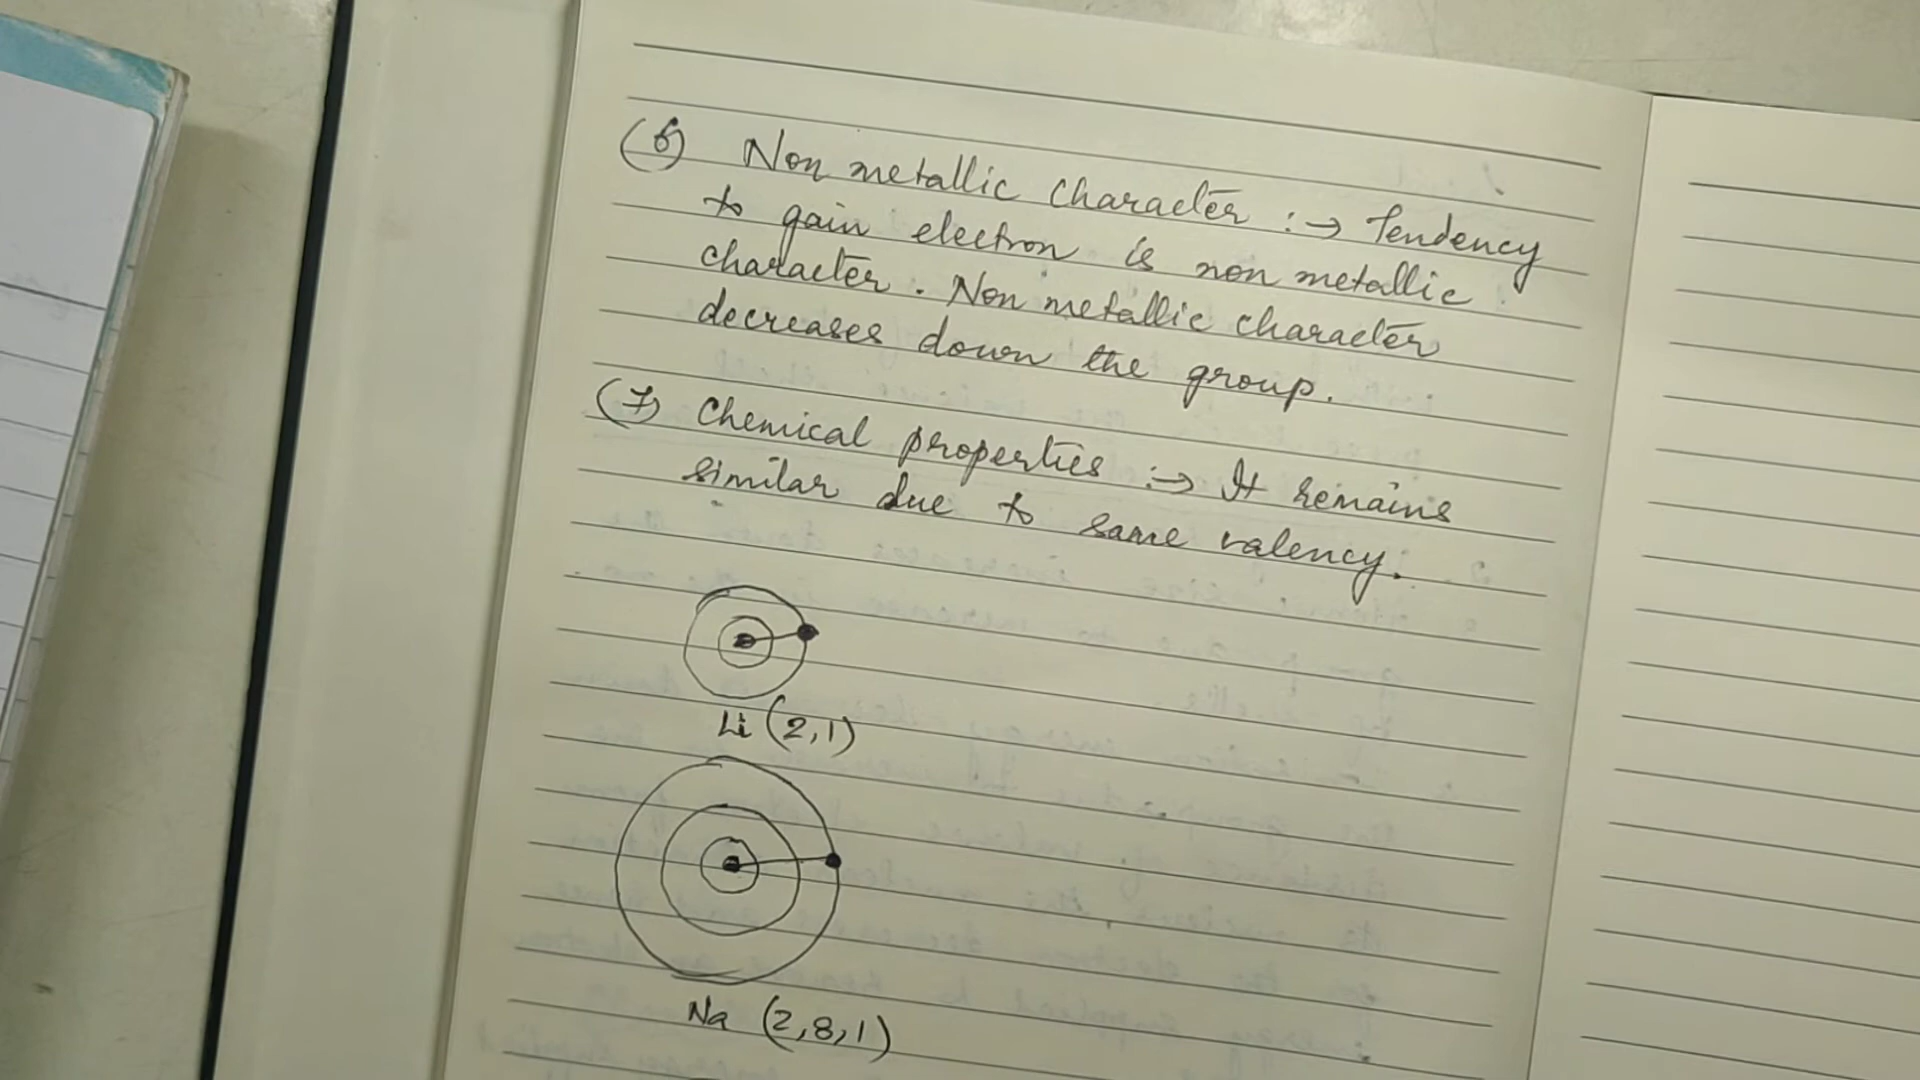 (6) Non metallic character :→ Tendency
to gain electron is non metallic
character. Non metallic character
decreases down the group.
(7) Chemical properties :→ It remains
similar due to same valency.
Li (2,1)
Na (2,8,1)